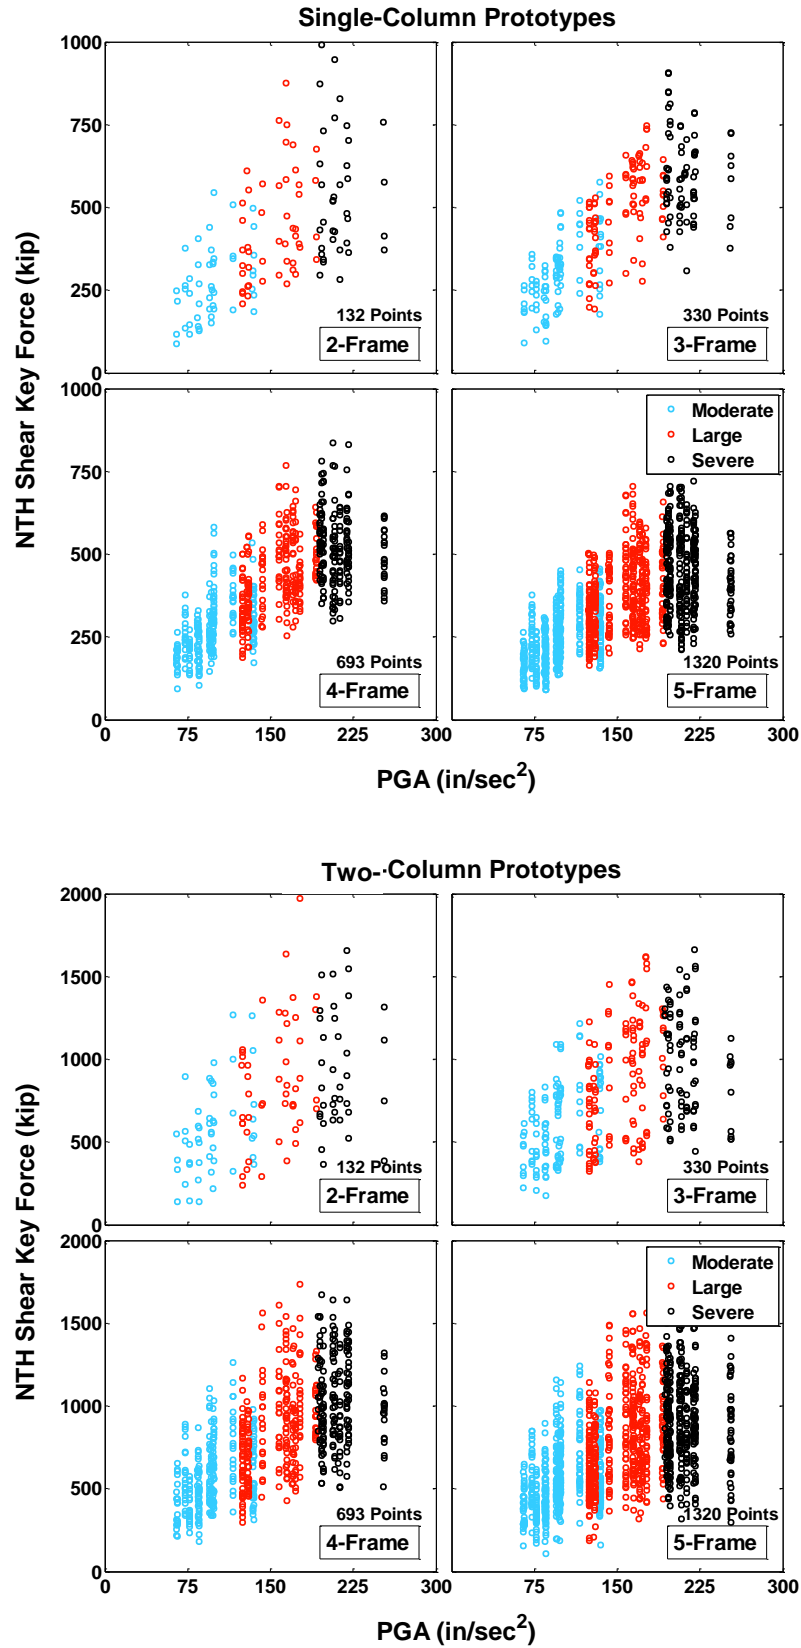 Single-Column Prototypes
NTH Shear Key Force (kip)
1000
750
500
250
0
132 Points
2-Frame
330 Points
3-Frame
1000
750
500
250
0
693 Points
4-Frame
Moderate
Large
Severe
1320 Points
5-Frame
0 75 150 225 300
75 150 225 300
PGA (in/sec²)
Two-·Column Prototypes
NTH Shear Key Force (kip)
2000
1500
1000
500
0
132 Points
2-Frame
330 Points
3-Frame
2000
1500
1000
500
0
693 Points
4-Frame
Moderate
Large
Severe
1320 Points
5-Frame
0 75 150 225 300
75 150 225 300
PGA (in/sec²)